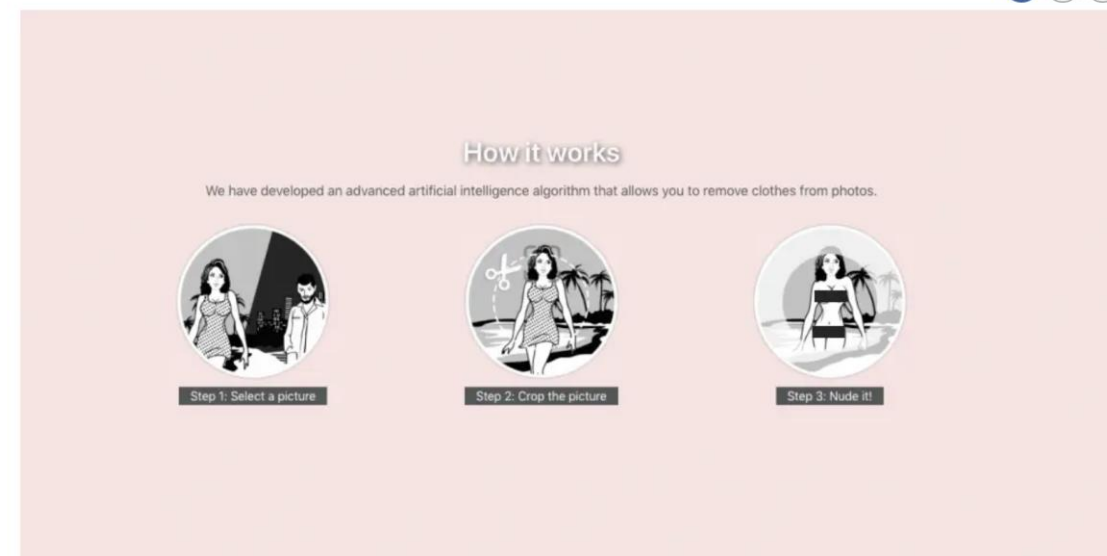 How it works
We have developed an advanced artificial intelligence algorithm that allows you to remove clothes from photos.
Step 1: Select a picture
Step 2: Crop the picture
Step 3: Nude it!